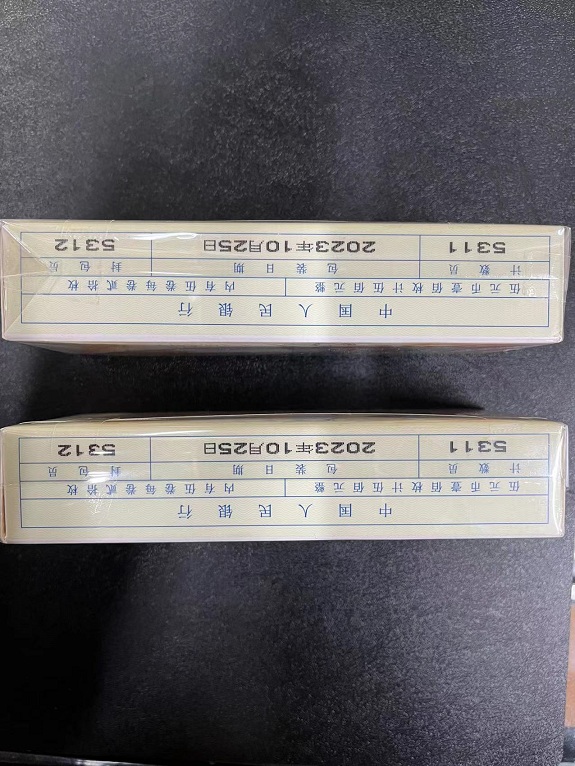 中国人民银行
伍元币壹佰枚计伍佰元整 内有伍卷每卷贰拾枚
计数员 包装日期 封包员
5311 2023年10月25日 5312
中国人民银行
伍元币壹佰枚计伍佰元整 内有伍卷每卷贰拾枚
计数员 包装日期 封包员
5311 2023年10月25日 5312